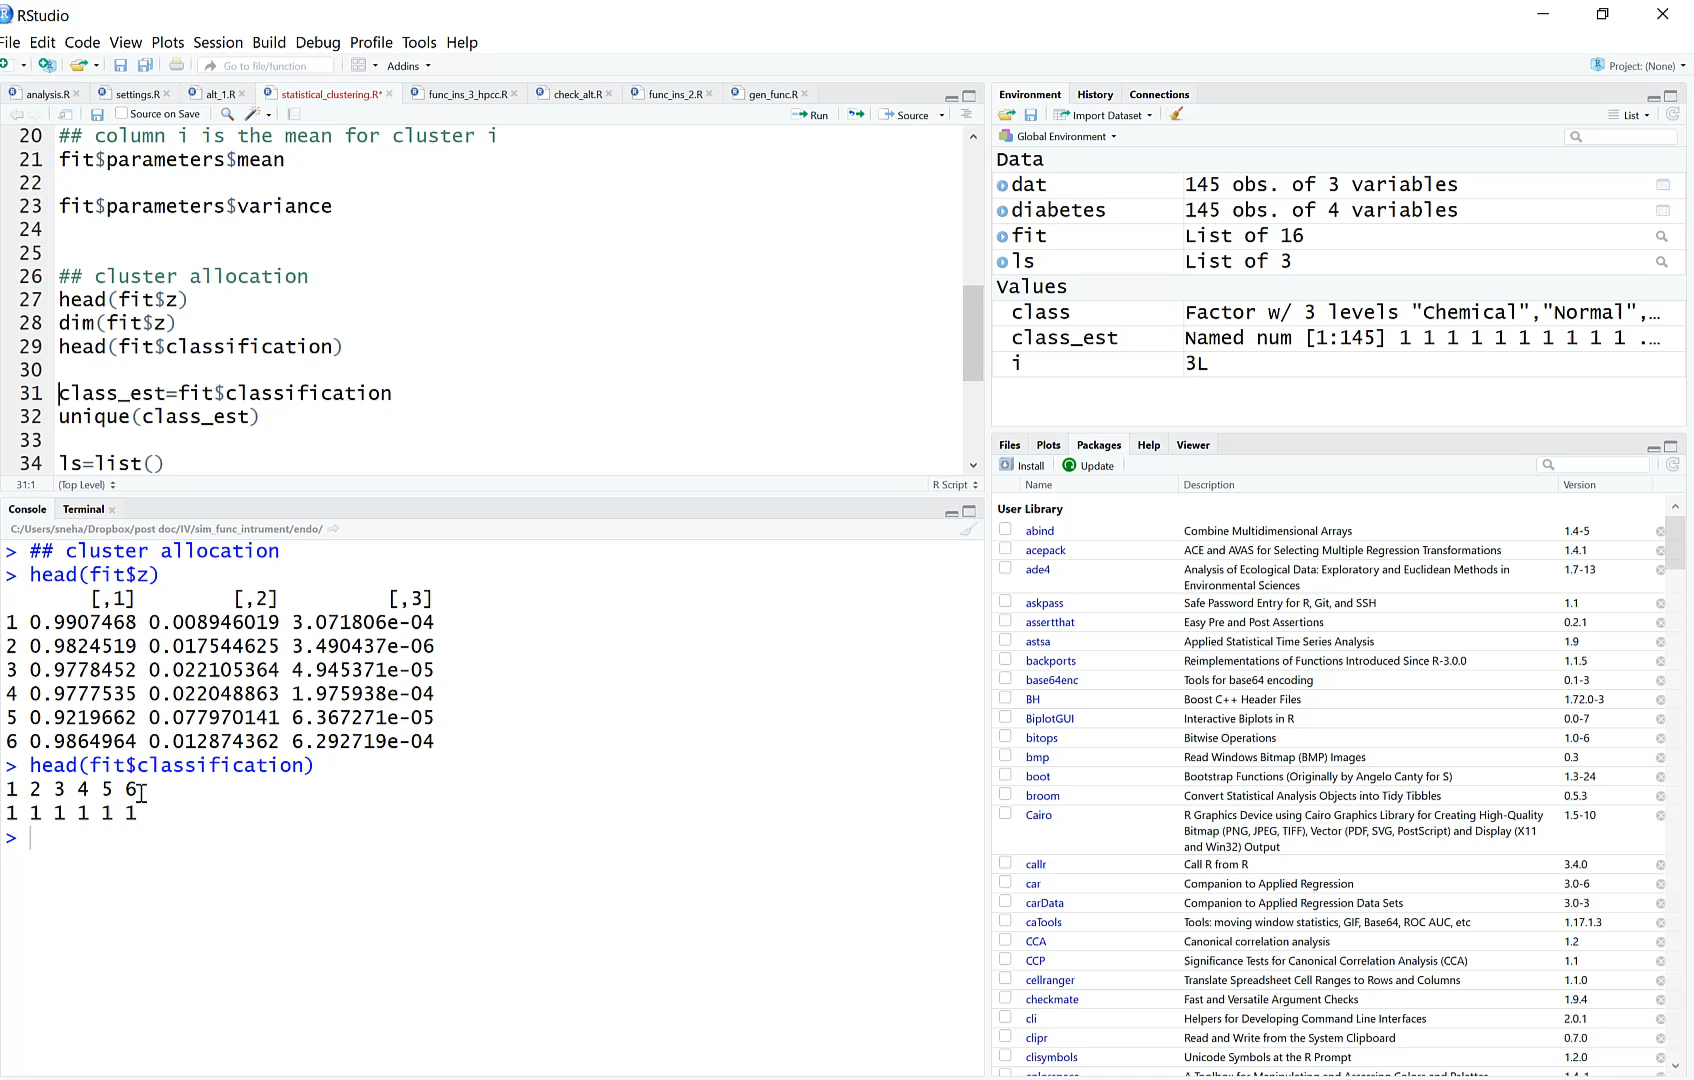 RStudio
File Edit Code View Plots Session Build Debug Profile Tools Help
Go to file/function Addins Project: (None)
analysis.R settings.R alt_1.R statistical_clustering.R* func_ins_3_hpcc.R check_alt.R func_ins_2.R gen_func.R
Source on Save Run Source
20 ## column i is the mean for cluster i
21 fit$parameters$mean
22
23 fit$parameters$variance
24
25
26 ## cluster allocation
27 head(fit$z)
28 dim(fit$z)
29 head(fit$classification)
30
31 class_est=fit$classification
32 unique(class_est)
33
34 ls=list()
31:1 (Top Level) R Script
Console Terminal
C:/Users/sneha/Dropbox/post doc/IV/sim_func_intrument/endo/
> ## cluster allocation
> head(fit$z)
[,1] [,2] [,3]
1 0.9907468 0.008946019 3.071806e-04
2 0.9824519 0.017544625 3.490437e-06
3 0.9778452 0.022105364 4.945371e-05
4 0.9777535 0.022048863 1.975938e-04
5 0.9219662 0.077970141 6.367271e-05
6 0.9864964 0.012874362 6.292719e-04
> head(fit$classification)
1 2 3 4 5 6
1 1 1 1 1 1
>
Environment History Connections
Import Dataset List
Global Environment
Data
dat 145 obs. of 3 variables
diabetes 145 obs. of 4 variables
fit List of 16
ls List of 3
Values
class Factor w/ 3 levels "Chemical","Normal",…
class_est Named num [1:145] 1 1 1 1 1 1 1 1 1 1 .…
i 3L
Files Plots Packages Help Viewer
Install Update
Name Description Version
User Library
abind Combine Multidimensional Arrays 1.4-5
acepack ACE and AVAS for Selecting Multiple Regression Transformations 1.4.1
ade4 Analysis of Ecological Data: Exploratory and Euclidean Methods in 1.7-13
Environmental Sciences
askpass Safe Password Entry for R, Git, and SSH 1.1
assertthat Easy Pre and Post Assertions 0.2.1
astsa Applied Statistical Time Series Analysis 1.9
backports Reimplementations of Functions Introduced Since R-3.0.0 1.1.5
base64enc Tools for base64 encoding 0.1-3
BH Boost C++ Header Files 1.72.0-3
BiplotGUI Interactive Biplots in R 0.0-7
bitops Bitwise Operations 1.0-6
bmp Read Windows Bitmap (BMP) Images 0.3
boot Bootstrap Functions (Originally by Angelo Canty for S) 1.3-24
broom Convert Statistical Analysis Objects into Tidy Tibbles 0.5.3
Cairo R Graphics Device using Cairo Graphics Library for Creating High-Quality 1.5-10
Bitmap (PNG, JPEG, TIFF), Vector (PDF, SVG, PostScript) and Display (X11
and Win32) Output
callr Call R from R 3.4.0
car Companion to Applied Regression 3.0-6
carData Companion to Applied Regression Data Sets 3.0-3
caTools Tools: moving window statistics, GIF, Base64, ROC AUC, etc 1.17.1.3
CCA Canonical correlation analysis 1.2
CCP Significance Tests for Canonical Correlation Analysis (CCA) 1.1
cellranger Translate Spreadsheet Cell Ranges to Rows and Columns 1.1.0
checkmate Fast and Versatile Argument Checks 1.9.4
cli Helpers for Developing Command Line Interfaces 2.0.1
clipr Read and Write from the System Clipboard 0.7.0
clisymbols Unicode Symbols at the R Prompt 1.2.0